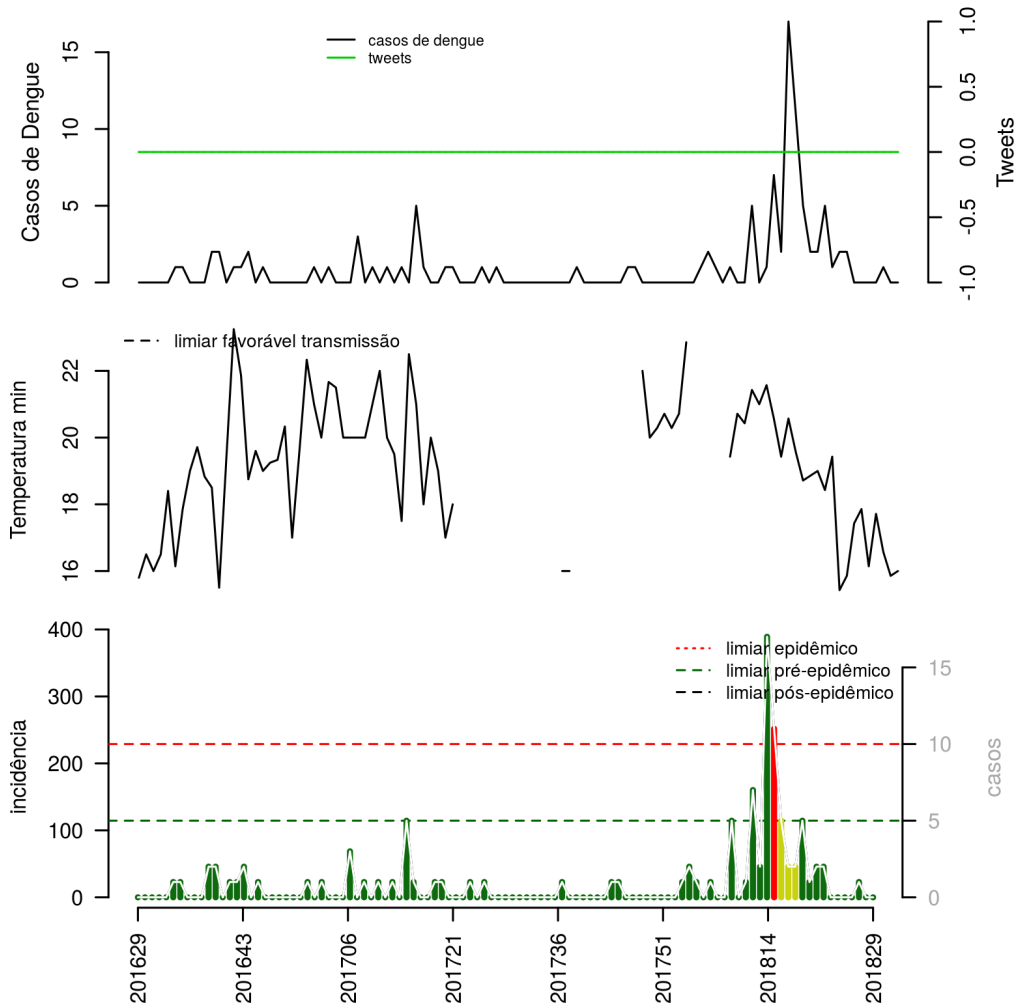 casos de dengue
tweets
Casos de Dengue
0
5
10
15
Tweets
-1.0
-0.5
0.0
0.5
1.0
limiar favorável transmissão
Temperatura min
16
18
20
22
limiar epidêmico
limiar pré-epidêmico
limiar pós-epidêmico
incidência
0
100
200
300
400
casos
0
5
10
15
201629
201643
201706
201721
201736
201751
201814
201829